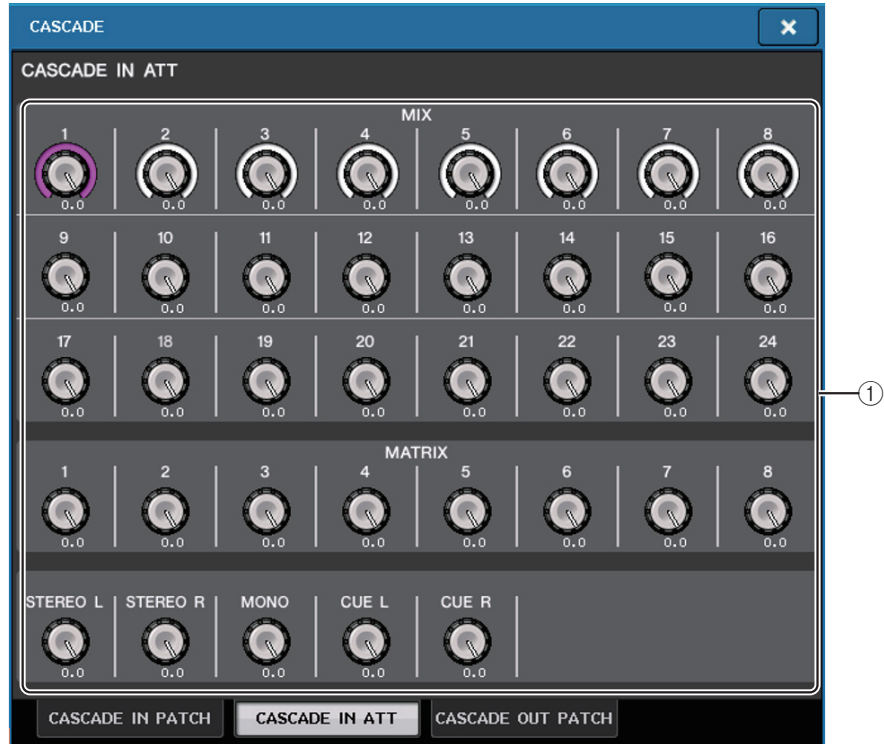 CASCADE
×
CASCADE IN ATT
MIX
1 2 3 4 5 6 7 8
0.0 0.0 0.0 0.0 0.0 0.0 0.0 0.0
9 10 11 12 13 14 15 16
0.0 0.0 0.0 0.0 0.0 0.0 0.0 0.0
17 18 19 20 21 22 23 24
0.0 0.0 0.0 0.0 0.0 0.0 0.0 0.0
①
MATRIX
1 2 3 4 5 6 7 8
0.0 0.0 0.0 0.0 0.0 0.0 0.0 0.0
STEREO L STEREO R MONO CUE L CUE R
0.0 0.0 0.0 0.0 0.0
CASCADE IN PATCH CASCADE IN ATT CASCADE OUT PATCH